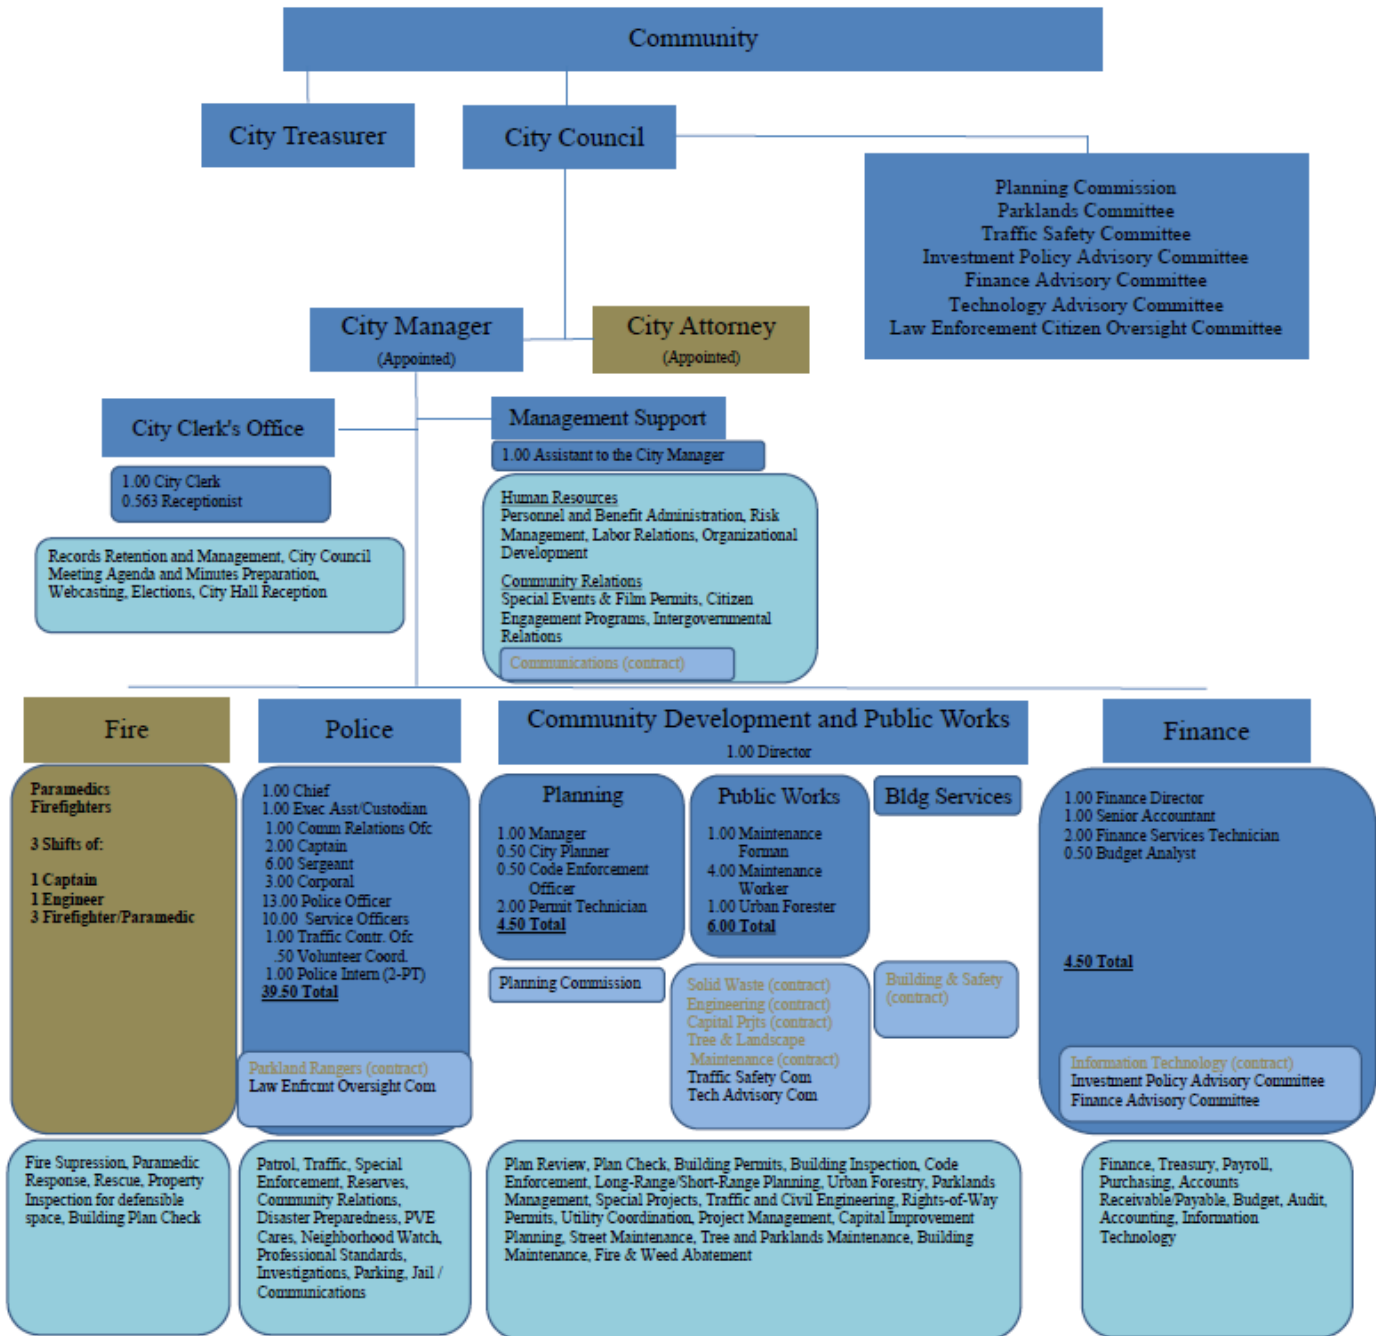 Community
City Treasurer
City Council
Planning Commission
Parklands Committee
Traffic Safety Committee
Investment Policy Advisory Committee
Finance Advisory Committee
Technology Advisory Committee
Law Enforcement Citizen Oversight Committee
City Manager
(Appointed)
City Attorney
(Appointed)
City Clerk's Office
1.00 City Clerk
0.563 Receptionist
Records Retention and Management, City Council
Meeting Agenda and Minutes Preparation,
Webcasting, Elections, City Hall Reception
Management Support
1.00 Assistant to the City Manager
Human Resources
Personnel and Benefit Administration, Risk
Management, Labor Relations, Organizational
Development
Community Relations
Special Events & Film Permits, Citizen
Engagement Programs, Intergovernmental
Relations
Communications (contract)
Fire
Paramedics
Firefighters
3 Shifts of:
1 Captain
1 Engineer
3 Firefighter/Paramedic
Fire Supression, Paramedic
Response, Rescue, Property
Inspection for defensible
space, Building Plan Check
Police
1.00 Chief
1.00 Exec Asst/Custodian
1.00 Comm Relations Ofc
2.00 Captain
6.00 Sergeant
3.00 Corporal
13.00 Police Officer
10.00 Service Officers
1.00 Traffic Contr. Ofc
.50 Volunteer Coord.
1.00 Police Intern (2-PT)
39.50 Total
Parkland Rangers (contract)
Law Enfrcmt Oversight Com
Patrol, Traffic, Special
Enforcement, Reserves,
Community Relations,
Disaster Preparedness, PVE
Cares, Neighborhood Watch,
Professional Standards,
Investigations, Parking, Jail /
Communications
Community Development and Public Works
1.00 Director
Planning
1.00 Manager
0.50 City Planner
0.50 Code Enforcement
Officer
2.00 Permit Technician
4.50 Total
Planning Commission
Public Works
1.00 Maintenance
Forman
4.00 Maintenance
Worker
1.00 Urban Forester
6.00 Total
Solid Waste (contract)
Engineering (contract)
Capital Prjts (contract)
Tree & Landscape
Maintenance (contract)
Traffic Safety Com
Tech Advisory Com
Bldg Services
Building & Safety
(contract)
Plan Review, Plan Check, Building Permits, Building Inspection, Code
Enforcement, Long-Range/Short-Range Planning, Urban Forestry, Parklands
Management, Special Projects, Traffic and Civil Engineering, Rights-of-Way
Permits, Utility Coordination, Project Management, Capital Improvement
Planning, Street Maintenance, Tree and Parklands Maintenance, Building
Maintenance, Fire & Weed Abatement
Finance
1.00 Finance Director
1.00 Senior Accountant
2.00 Finance Services Technician
0.50 Budget Analyst
4.50 Total
Information Technology (contract)
Investment Policy Advisory Committee
Finance Advisory Committee
Finance, Treasury, Payroll,
Purchasing, Accounts
Receivable/Payable, Budget, Audit,
Accounting, Information
Technology